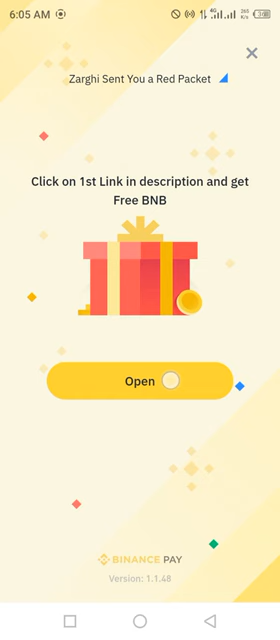 6:05 AM
4G
Zarghi Sent You a Red Packet
Click on 1st Link in description and get
Free BNB
Open
BINANCE PAY
Version: 1.1.48